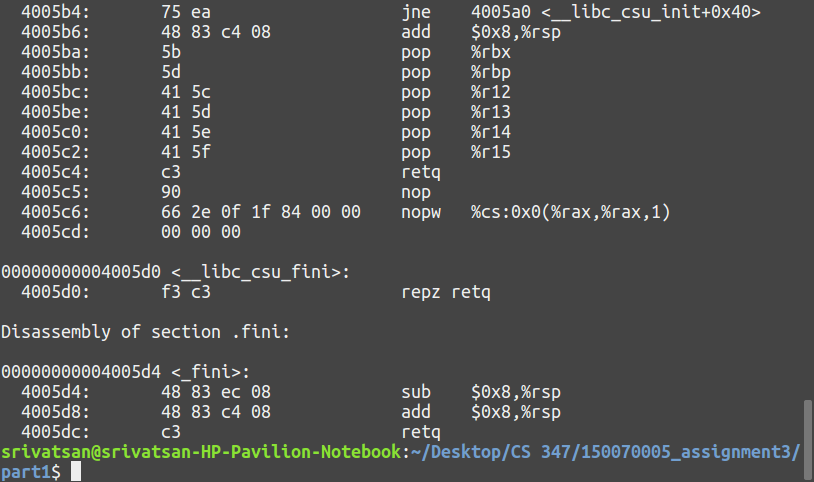 4005b4: 75 ea jne 4005a0 <__libc_csu_init+0x40>
4005b6: 48 83 c4 08 add $0x8,%rsp
4005ba: 5b pop %rbx
4005bb: 5d pop %rbp
4005bc: 41 5c pop %r12
4005be: 41 5d pop %r13
4005c0: 41 5e pop %r14
4005c2: 41 5f pop %r15
4005c4: c3 retq
4005c5: 90 nop
4005c6: 66 2e 0f 1f 84 00 00 nopw %cs:0x0(%rax,%rax,1)
4005cd: 00 00 00
00000000004005d0 <__libc_csu_fini>:
4005d0: f3 c3 repz retq
Disassembly of section .fini:
00000000004005d4 <_fini>:
4005d4: 48 83 ec 08 sub $0x8,%rsp
4005d8: 48 83 c4 08 add $0x8,%rsp
4005dc: c3 retq
srivatsan@srivatsan-HP-Pavilion-Notebook:~/Desktop/CS 347/150070005_assignment3/
part1$